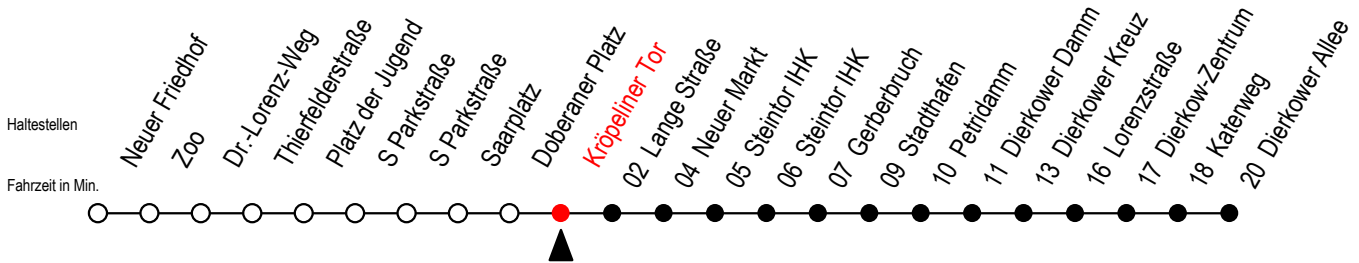 Haltestellen
Fahrzeit in Min.
Neuer Friedhof
Zoo
Dr.-Lorenz-Weg
Thierfelderstraße
Platz der Jugend
S Parkstraße
S Parkstraße
Saarplatz
Doberaner Platz
Kröpeliner Tor
02 Lange Straße
04 Neuer Markt
05 Steintor IHK
06 Steintor IHK
07 Gerberbruch
09 Stadthafen
10 Petridamm
11 Dierkower Damm
13 Dierkower Kreuz
16 Lorenzstraße
17 Dierkow-Zentrum
18 Katerweg
20 Dierkower Allee